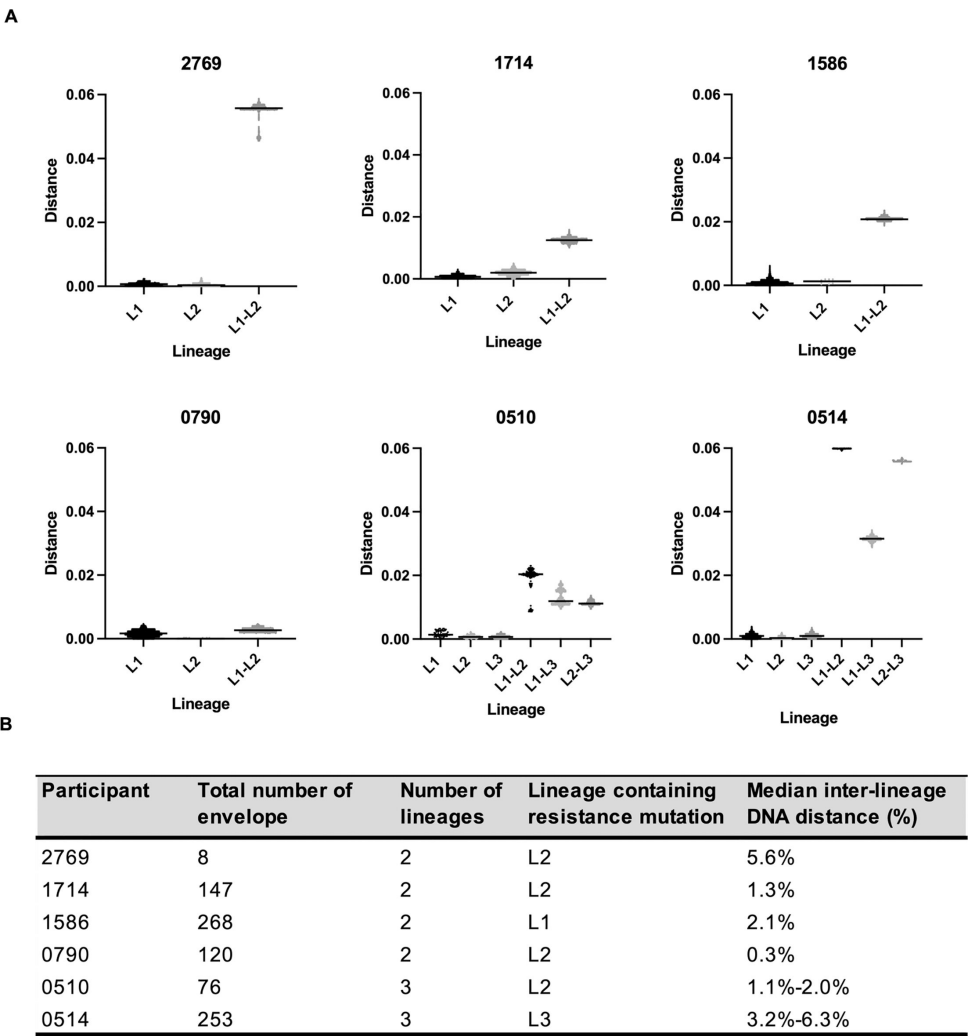 A
2769
0.06
0.04
0.02
0.00
Distance
L1
L2
L1-L2
Lineage
1714
0.06
0.04
0.02
0.00
Distance
L1
L2
L1-L2
Lineage
1586
0.06
0.04
0.02
0.00
Distance
L1
L2
L1-L2
Lineage
0790
0.06
0.04
0.02
0.00
Distance
L1
L2
L1-L2
Lineage
0510
0.06
0.04
0.02
0.00
Distance
L1
L2
L3
L1-L2
L1-L3
L2-L3
Lineage
0514
0.06
0.04
0.02
0.00
Distance
L1
L2
L3
L1-L2
L1-L3
L2-L3
Lineage
B
Participant Total number of envelope Number of lineages Lineage containing resistance mutation Median inter-lineage DNA distance (%)
2769 8 2 L2 5.6%
1714 147 2 L2 1.3%
1586 268 2 L1 2.1%
0790 120 2 L2 0.3%
0510 76 3 L2 1.1%-2.0%
0514 253 3 L3 3.2%-6.3%